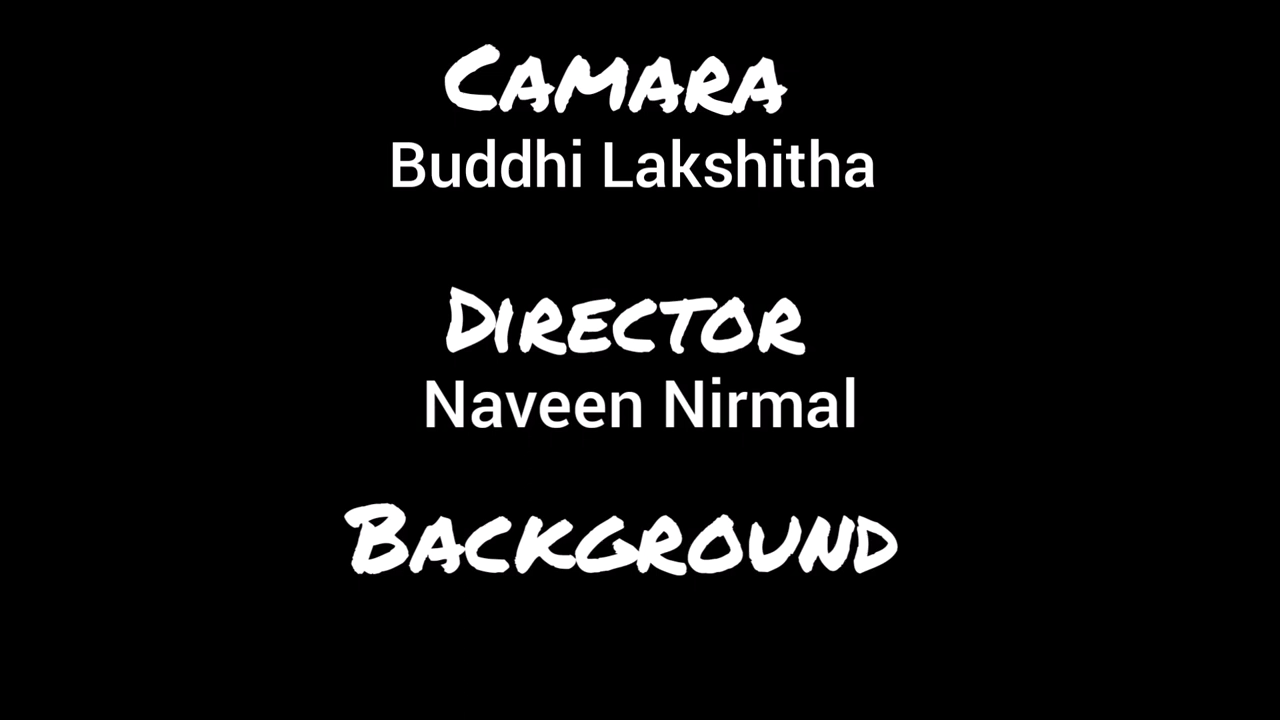 CAMARA
Buddhi Lakshitha
DIRECTOR
Naveen Nirmal
BACKGROUND